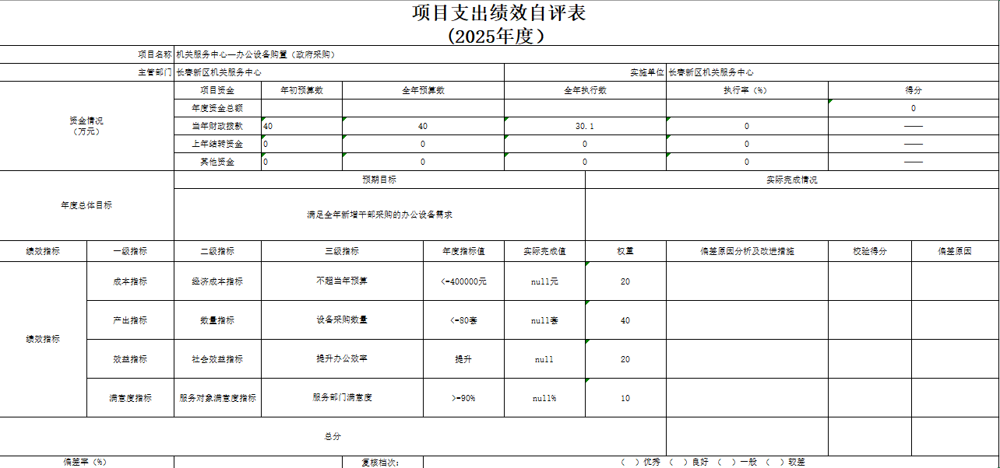 项目支出绩效自评表
(2025年度）
项目名称 机关服务中心—办公设备购置（政府采购）
主管部门 长春新区机关服务中心 实施单位 长春新区机关服务中心
资金情况
（万元）
项目资金 年初预算数 全年预算数 全年执行数 执行率（%） 得分
年度资金总额 0
当年财政拨款 40 40 30.1 0 ——
上年结转资金 0 0 0 0 ——
其他资金 0 0 0 0 ——
年度总体目标
预期目标 实际完成情况
满足全年新增干部采购的办公设备需求
绩效指标 一级指标 二级指标 三级指标 年度指标值 实际完成值 权重 偏差原因分析及改进措施 校验得分 偏差原因
绩效指标
成本指标 经济成本指标 不超当年预算 <=400000元 null元 20
产出指标 数量指标 设备采购数量 <=80套 null套 40
效益指标 社会效益指标 提升办公效率 提升 null 20
满意度指标 服务对象满意度指标 服务部门满意度 >=90% null% 10
总分
偏差率（%） 复核档次： （ ）优秀 （ ）良好 （ ）一般 （ ）较差